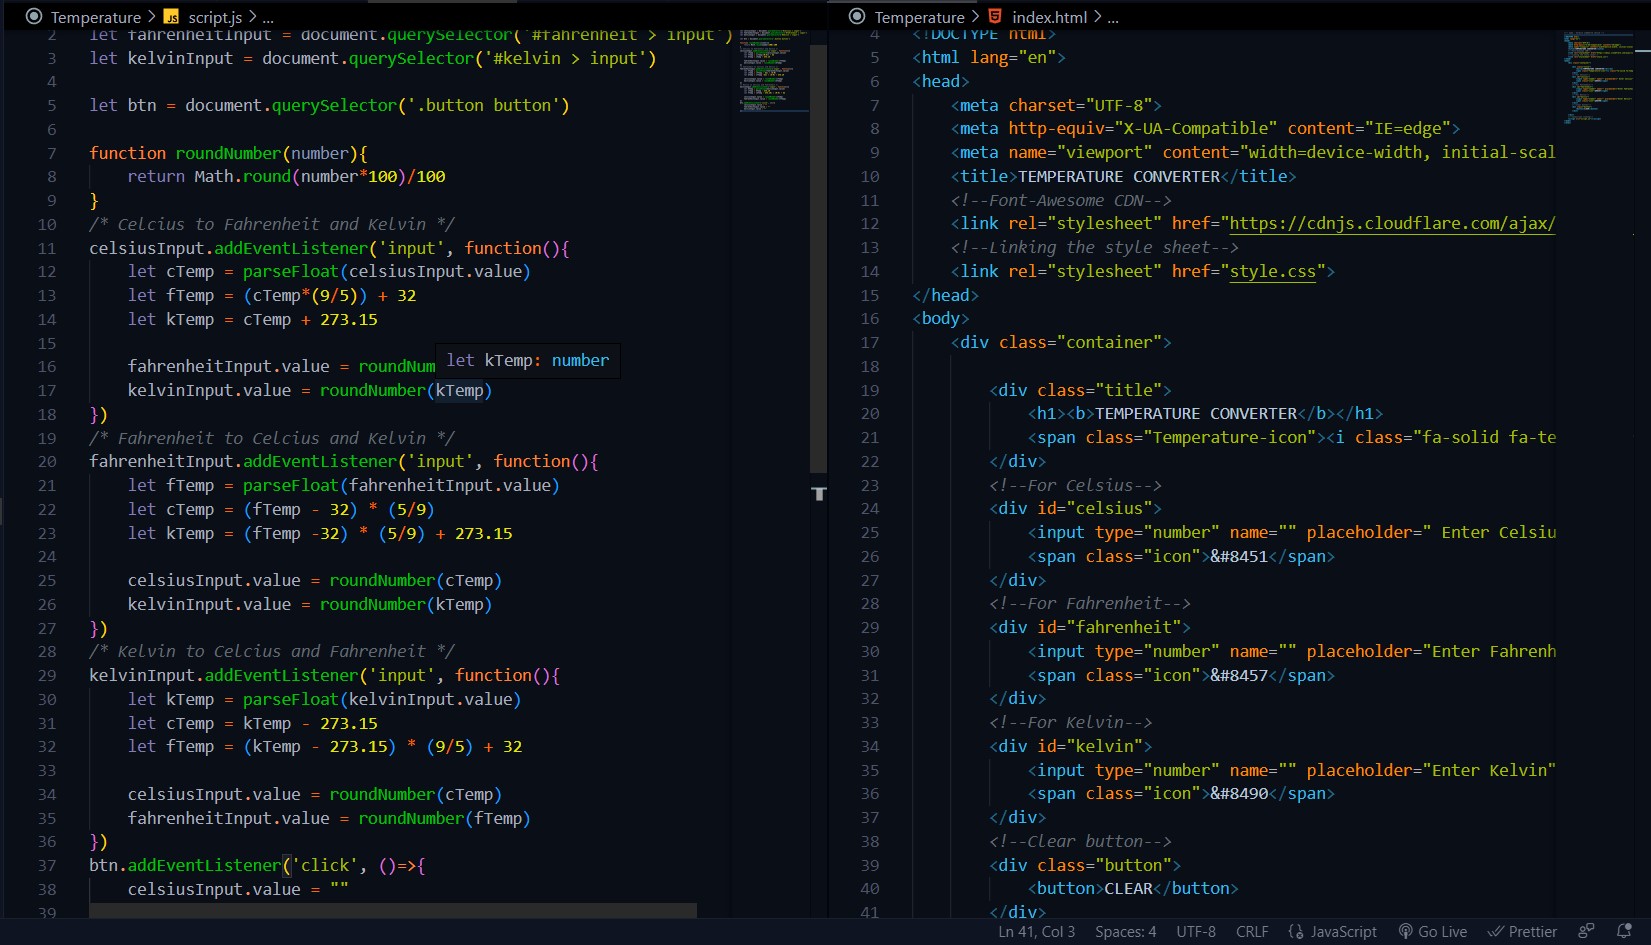 Temperature > JS script.js > ...
2 let fahrenheitInput = document.querySelector('#fahrenheit > input')
3 let kelvinInput = document.querySelector('#kelvin > input')
4
5 let btn = document.querySelector('.button button')
6
7 function roundNumber(number){
8 return Math.round(number*100)/100
9 }
10 /* Celcius to Fahrenheit and Kelvin */
11 celsiusInput.addEventListener('input', function(){
12 let cTemp = parseFloat(celsiusInput.value)
13 let fTemp = (cTemp*(9/5)) + 32
14 let kTemp = cTemp + 273.15
15
let kTemp: number
16 fahrenheitInput.value = roundNum
17 kelvinInput.value = roundNumber(kTemp)
18 })
19 /* Fahrenheit to Celcius and Kelvin */
20 fahrenheitInput.addEventListener('input', function(){
21 let fTemp = parseFloat(fahrenheitInput.value)
22 let cTemp = (fTemp - 32) * (5/9)
23 let kTemp = (fTemp -32) * (5/9) + 273.15
24
25 celsiusInput.value = roundNumber(cTemp)
26 kelvinInput.value = roundNumber(kTemp)
27 })
28 /* Kelvin to Celcius and Fahrenheit */
29 kelvinInput.addEventListener('input', function(){
30 let kTemp = parseFloat(kelvinInput.value)
31 let cTemp = kTemp - 273.15
32 let fTemp = (kTemp - 273.15) * (9/5) + 32
33
34 celsiusInput.value = roundNumber(cTemp)
35 fahrenheitInput.value = roundNumber(fTemp)
36 })
37 btn.addEventListener('click', ()=>{
38 celsiusInput.value = ""
39
Temperature > index.html > ...
4 <!DOCTYPE html>
5 <html lang="en">
6 <head>
7 <meta charset="UTF-8">
8 <meta http-equiv="X-UA-Compatible" content="IE=edge">
9 <meta name="viewport" content="width=device-width, initial-scal
10 <title>TEMPERATURE CONVERTER</title>
11 <!--Font-Awesome CDN-->
12 <link rel="stylesheet" href="https://cdnjs.cloudflare.com/ajax/
13 <!--Linking the style sheet-->
14 <link rel="stylesheet" href="style.css">
15 </head>
16 <body>
17 <div class="container">
18
19 <div class="title">
20 <h1><b>TEMPERATURE CONVERTER</b></h1>
21 <span class="Temperature-icon"><i class="fa-solid fa-te
22 </div>
23 <!--For Celsius-->
24 <div id="celsius">
25 <input type="number" name="" placeholder=" Enter Celsiu
26 <span class="icon">&#8451</span>
27 </div>
28 <!--For Fahrenheit-->
29 <div id="fahrenheit">
30 <input type="number" name="" placeholder="Enter Fahrenh
31 <span class="icon">&#8457</span>
32 </div>
33 <!--For Kelvin-->
34 <div id="kelvin">
35 <input type="number" name="" placeholder="Enter Kelvin"
36 <span class="icon">&#8490</span>
37 </div>
38 <!--Clear button-->
39 <div class="button">
40 <button>CLEAR</button>
41 </div>
Ln 41, Col 3 Spaces: 4 UTF-8 CRLF {} JavaScript Go Live Prettier